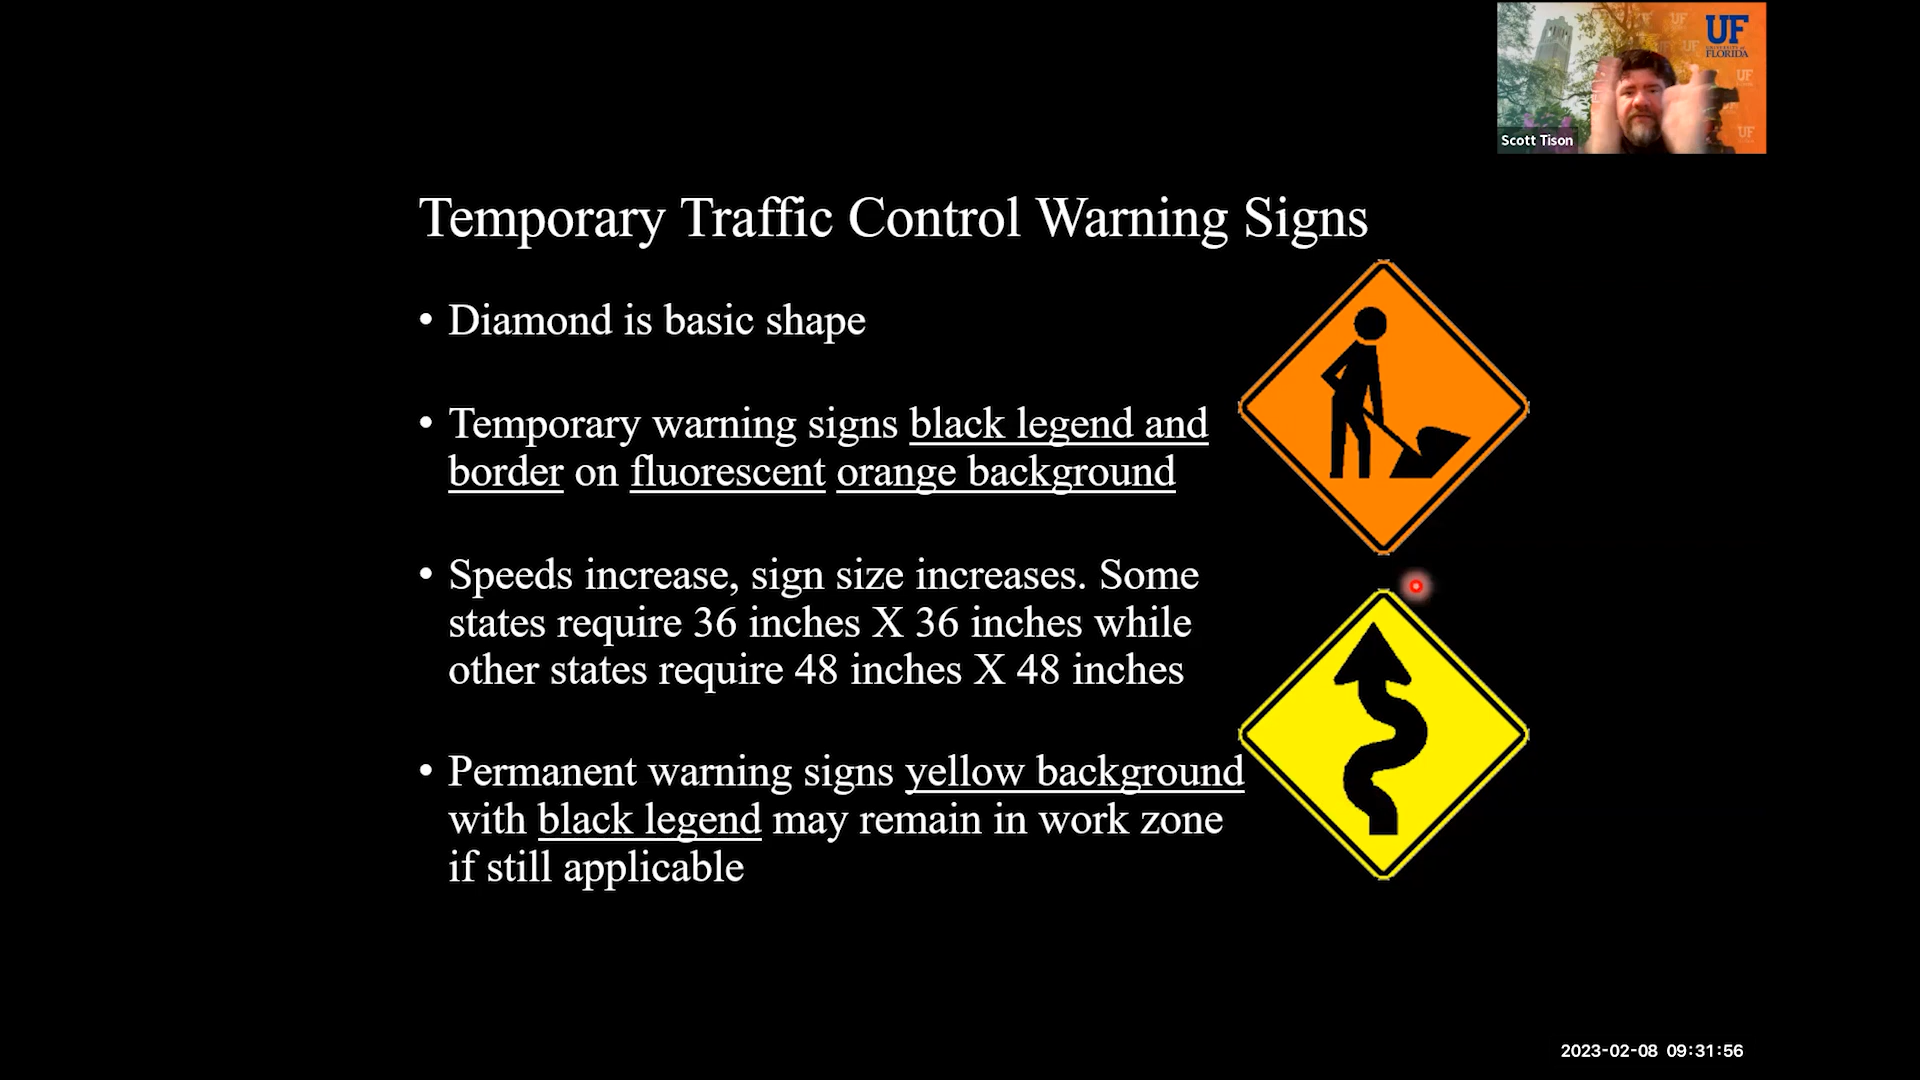 UF
UNIVERSITY of
FLORIDA
Scott Tison
Temporary Traffic Control Warning Signs
• Diamond is basic shape
• Temporary warning signs black legend and
border on fluorescent orange background
• Speeds increase, sign size increases. Some
states require 36 inches X 36 inches while
other states require 48 inches X 48 inches
• Permanent warning signs yellow background
with black legend may remain in work zone
if still applicable
2023-02-08 09:31:56